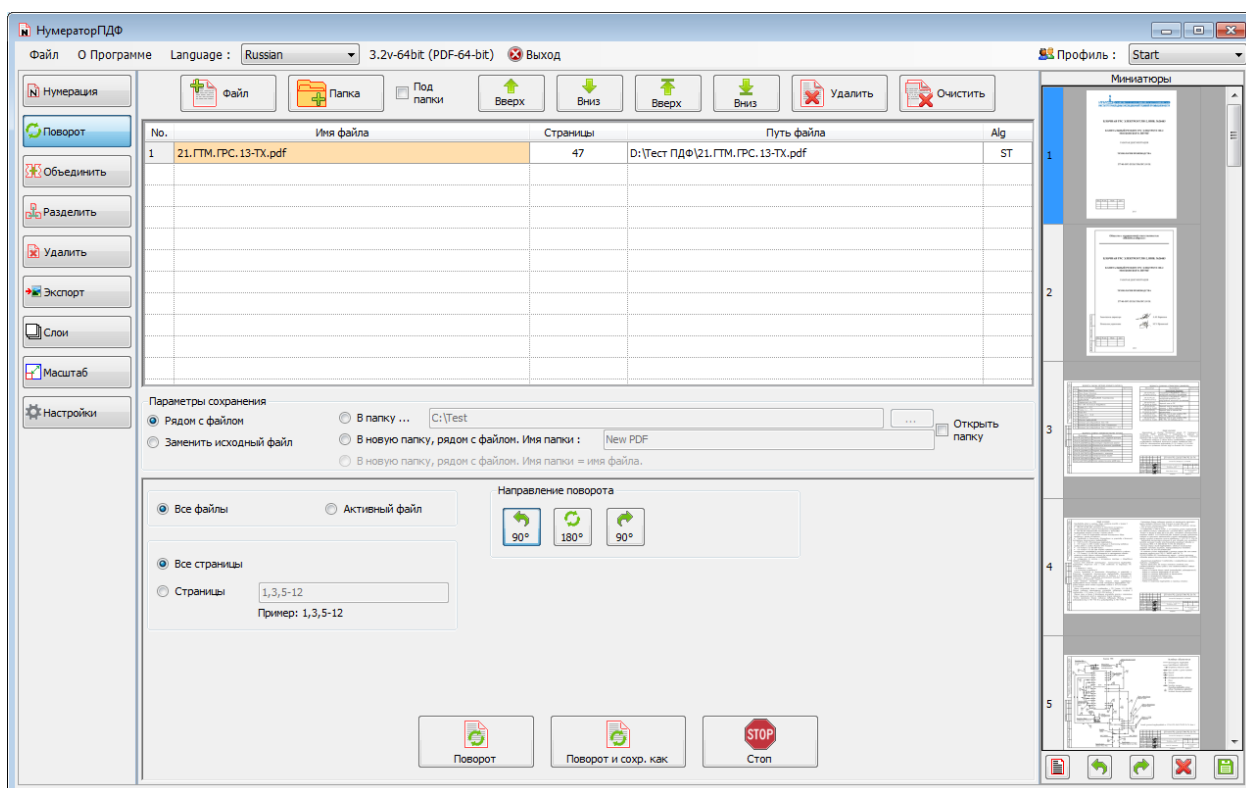 НумераторПДФ
Файл О Программе Language : Russian 3.2v-64bit (PDF-64-bit) Выход Профиль : Start
Нумерация
Поворот
Объединить
Разделить
Удалить
Экспорт
Слои
Масштаб
Настройки
Файл Папка Под папки Вверх Вниз Вверх Вниз Удалить Очистить
No. Имя файла Страницы Путь файла Alg
1 21.ГТМ.ГРС.13-ТХ.pdf 47 D:\Тест ПДФ\21.ГТМ.ГРС.13-ТХ.pdf ST
Параметры сохранения
Рядом с файлом
Заменить исходный файл
В папку ... C:\Test ...
В новую папку, рядом с файлом. Имя папки : New PDF
В новую папку, рядом с файлом. Имя папки = имя файла.
Открыть папку
Все файлы Активный файл
Направление поворота
90° 180° 90°
Все страницы
Страницы 1,3,5-12
Пример: 1,3,5-12
Поворот Поворот и сохр. как STOP Стоп
Миниатюры
1
2
3
4
5